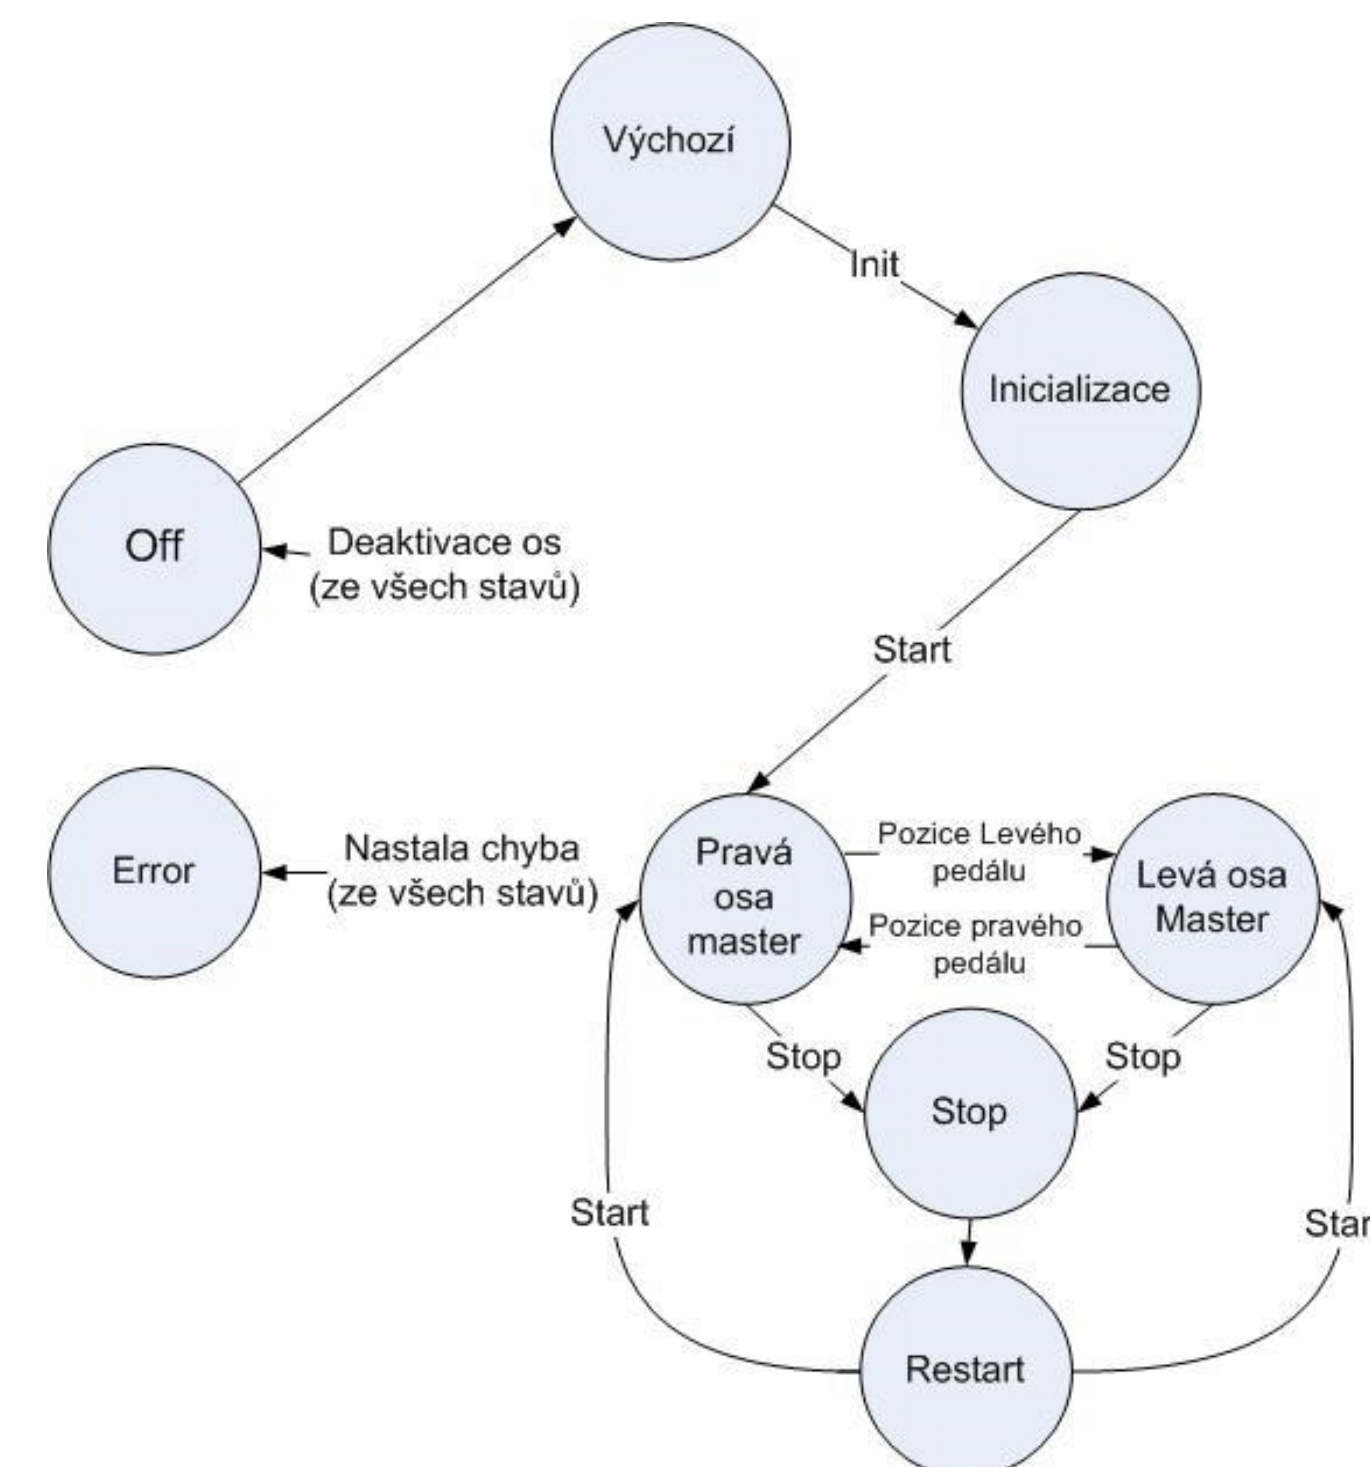 Výchozí
Init
Inicializace
Off
Deaktivace os
(ze všech stavů)
Start
Error
Nastala chyba
(ze všech stavů)
Pravá
osa
master
Pozice Levého
pedálu
Pozice pravého
pedálu
Levá osa
Master
Stop
Stop
Stop
Start
Star
Restart